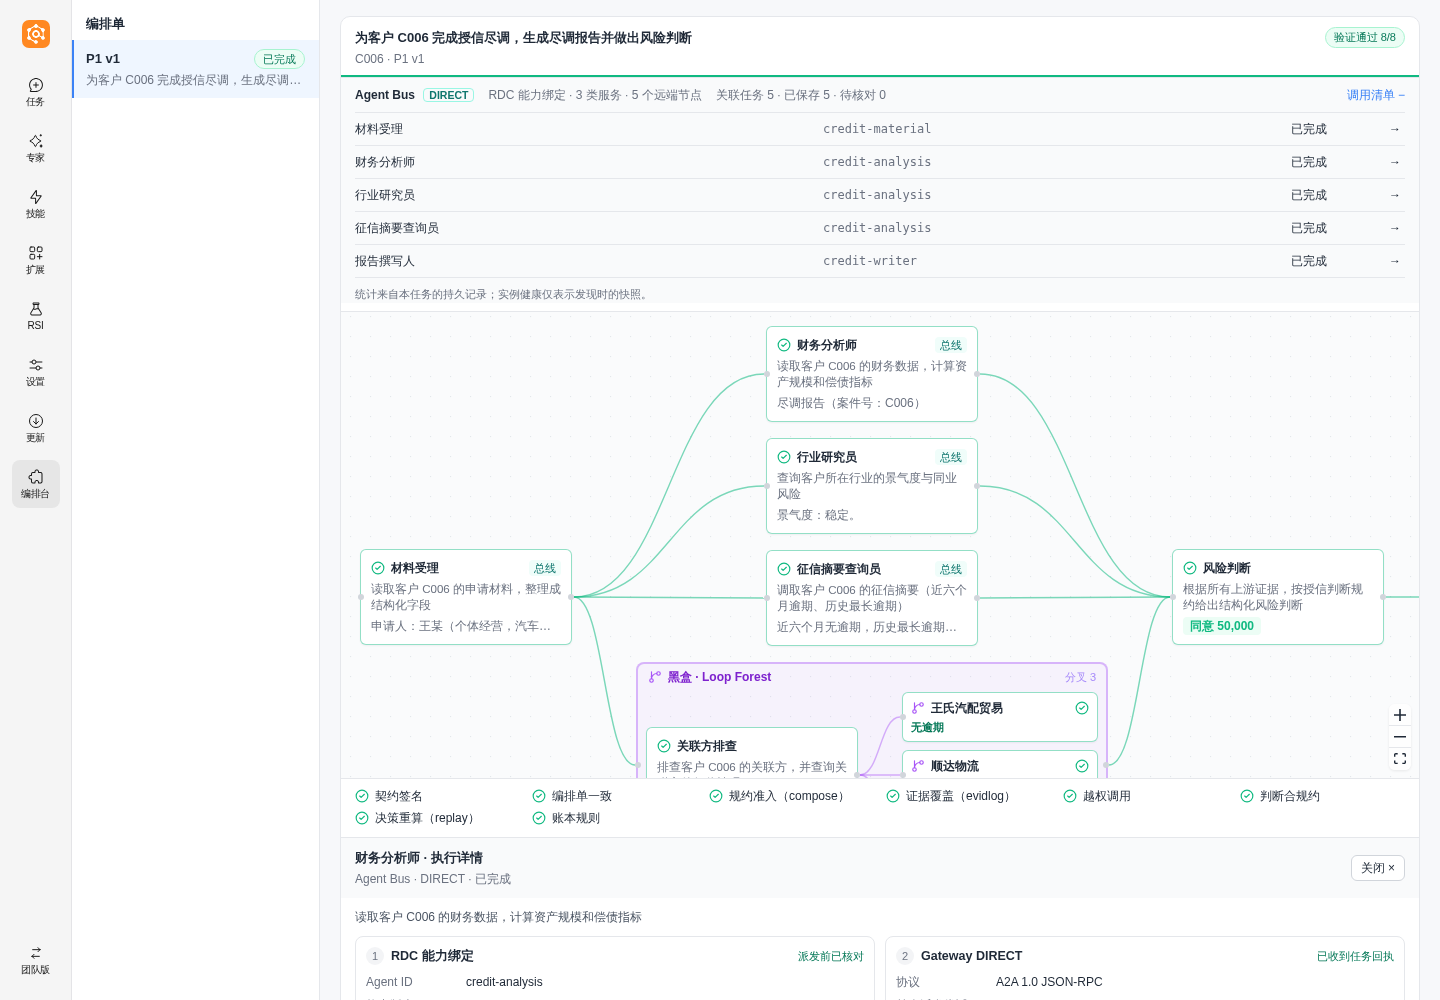 编排单
P1 v1
已完成
为客户 C006 完成授信尽调，生成尽调…
任务
专家
技能
扩展
RSI
设置
更新
编排台
团队版
为客户 C006 完成授信尽调，生成尽调报告并做出风险判断
验证通过 8/8
C006 · P1 v1
Agent Bus DIRECT RDC 能力绑定 · 3 类服务 · 5 个远端节点 关联任务 5 · 已保存 5 · 待核对 0 调用清单 −
材料受理 credit-material 已完成 →
财务分析师 credit-analysis 已完成 →
行业研究员 credit-analysis 已完成 →
征信摘要查询员 credit-analysis 已完成 →
报告撰写人 credit-writer 已完成 →
统计来自本任务的持久记录；实例健康仅表示发现时的快照。
财务分析师 总线
读取客户 C006 的财务数据，计算资
产规模和偿债指标
尽调报告（案件号：C006）
行业研究员 总线
查询客户所在行业的景气度与同业
风险
景气度：稳定。
材料受理 总线
读取客户 C006 的申请材料，整理成
结构化字段
申请人：王某（个体经营，汽车…
征信摘要查询员 总线
调取客户 C006 的征信摘要（近六个
月逾期、历史最长逾期）
近六个月无逾期，历史最长逾期…
风险判断
根据所有上游证据，按授信判断规
约给出结构化风险判断
同意 50,000
黑盒 · Loop Forest 分叉 3
王氏汽配贸易
无逾期
关联方排查
排查客户 C006 的关联方，并查询关
顺达物流
契约签名 编排单一致 规约准入（compose） 证据覆盖（evidlog） 越权调用 判断合规约
决策重算（replay） 账本规则
财务分析师 · 执行详情
Agent Bus · DIRECT · 已完成
关闭 ×
读取客户 C006 的财务数据，计算资产规模和偿债指标
1 RDC 能力绑定 派发前已核对
Agent ID credit-analysis
2 Gateway DIRECT 已收到任务回执
协议 A2A 1.0 JSON-RPC